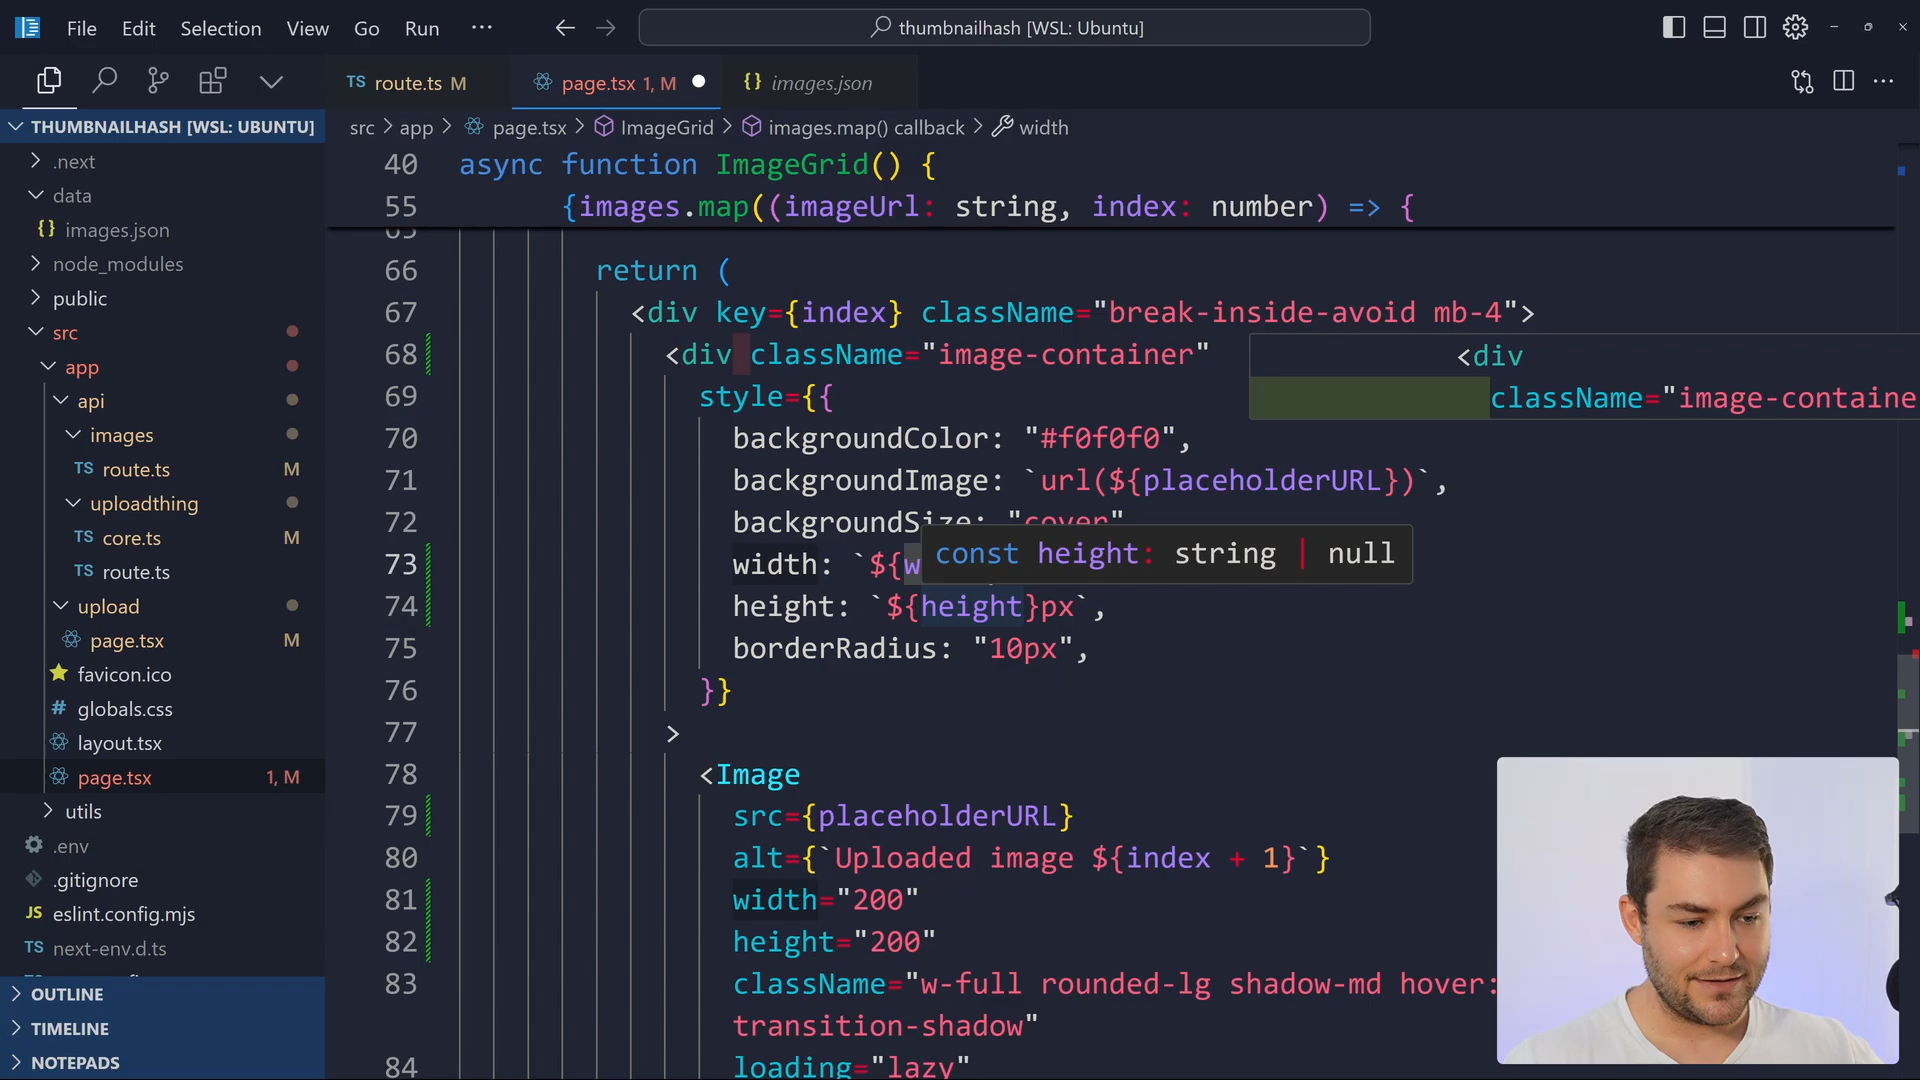 File Edit Selection View Go Run ···
thumbnailhash [WSL: Ubuntu]
TS route.ts M
page.tsx 1, M
{} images.json
THUMBNAILHASH [WSL: UBUNTU]
src > app > page.tsx > ImageGrid > images.map() callback > width
.next
data
{} images.json
node_modules
public
src
app
api
images
TS route.ts M
uploadthing
TS core.ts M
TS route.ts
upload
page.tsx M
favicon.ico
# globals.css
layout.tsx
page.tsx 1, M
utils
.env
.gitignore
JS eslint.config.mjs
TS next-env.d.ts
OUTLINE
TIMELINE
NOTEPADS
40 async function ImageGrid() {
55 {images.map((imageUrl: string, index: number) => {
65
66 return (
67 <div key={index} className="break-inside-avoid mb-4">
68 <div className="image-container"
<div
className="image-containe
69 style={{
70 backgroundColor: "#f0f0f0",
71 backgroundImage: `url(${placeholderURL})`,
72 backgroundSize: "cover"
73 width: `${w
const height: string | null
74 height: `${height}px`,
75 borderRadius: "10px",
76 }}
77 >
78 <Image
79 src={placeholderURL}
80 alt={`Uploaded image ${index + 1}`}
81 width="200"
82 height="200"
83 className="w-full rounded-lg shadow-md hover:
transition-shadow"
84 loading="lazy"